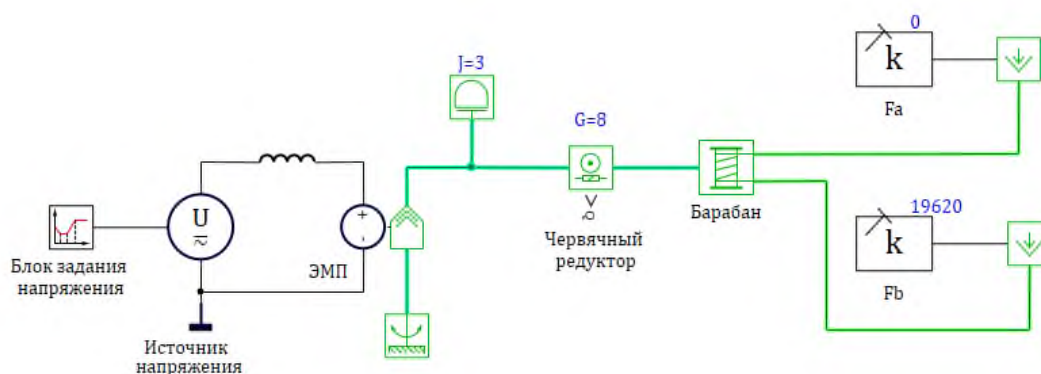 0
k
Fa
J=3
G=8
U
≂
+
-
Блок задания
напряжения
ЭМП
Источник
напряжения
Червячный
редуктор
Барабан
19620
k
Fb